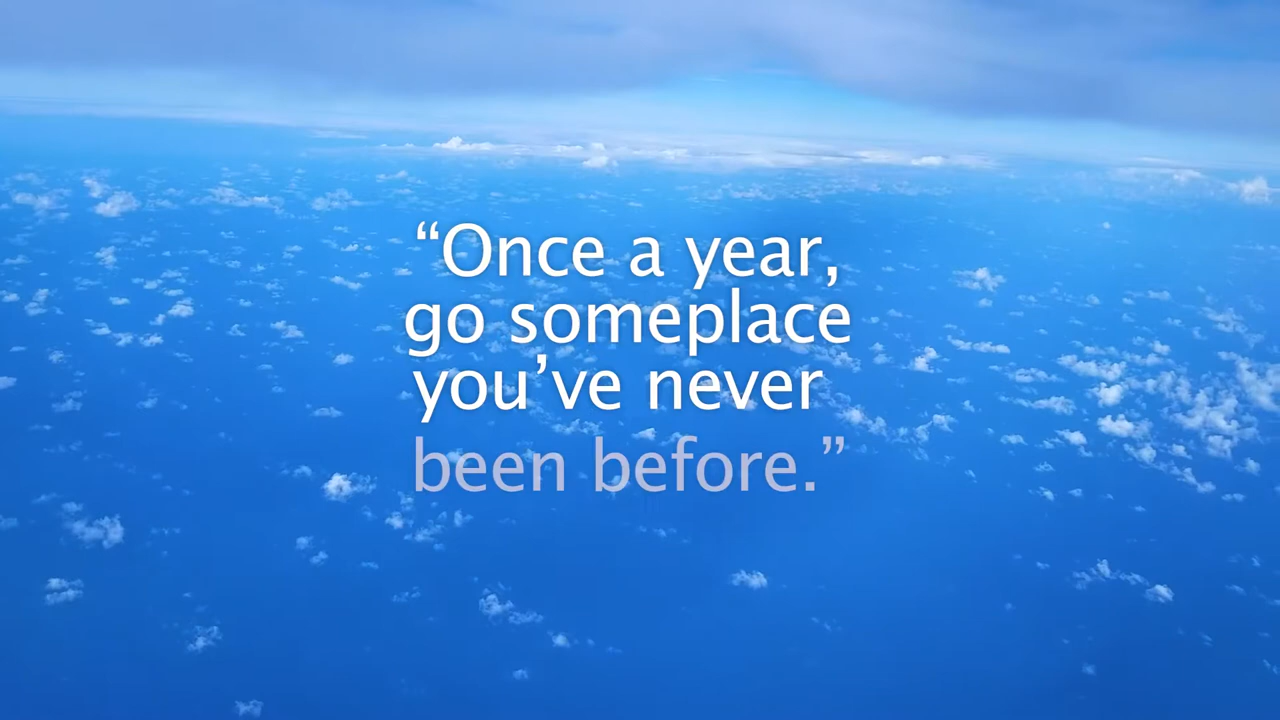 “Once a year,
go someplace
you’ve never
been before.”